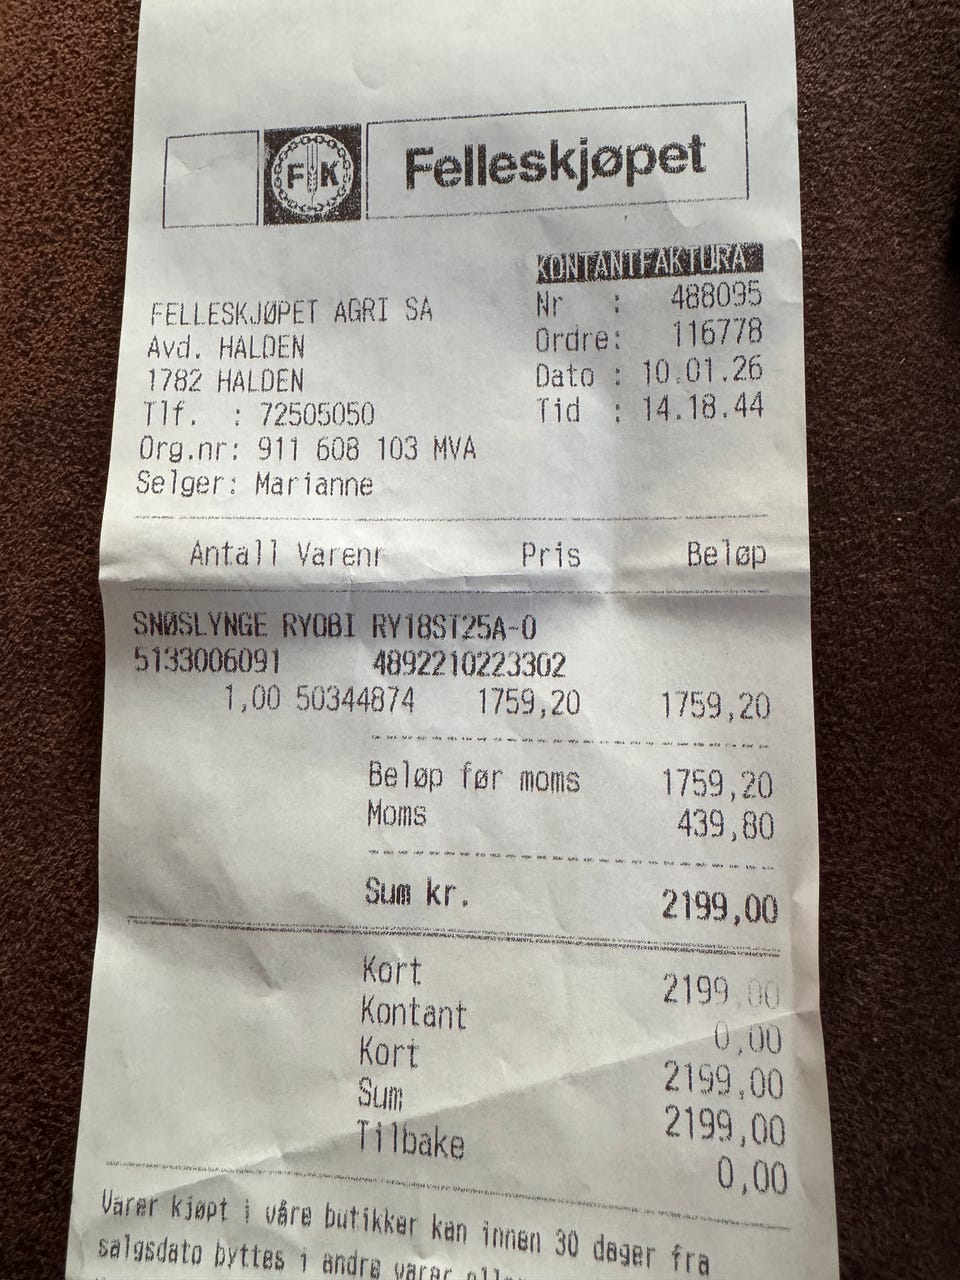 FK Felleskjøpet
KONTANTFAKTURA
Nr : 488095
FELLESKJØPET AGRI SA
Ordre: 116778
Avd. HALDEN
Dato : 10.01.26
1782 HALDEN
Tid : 14.18.44
Tlf. : 72505050
Org.nr: 911 608 103 MVA
Selger: Marianne
Antall Varenr Pris Beløp
SNØSLYNGE RYOBI RY18ST25A-0
5133006091 4892210223302
1,00 50344874 1759,20 1759,20
Beløp før moms 1759,20
Moms 439,80
Sum kr. 2199,00
Kort 2199,00
Kontant 0,00
Kort 2199,00
Sum 2199,00
Tilbake 0,00
Varer kjøpt i våre butikker kan innen 30 dager fra
salgsdato byttes i andre varer